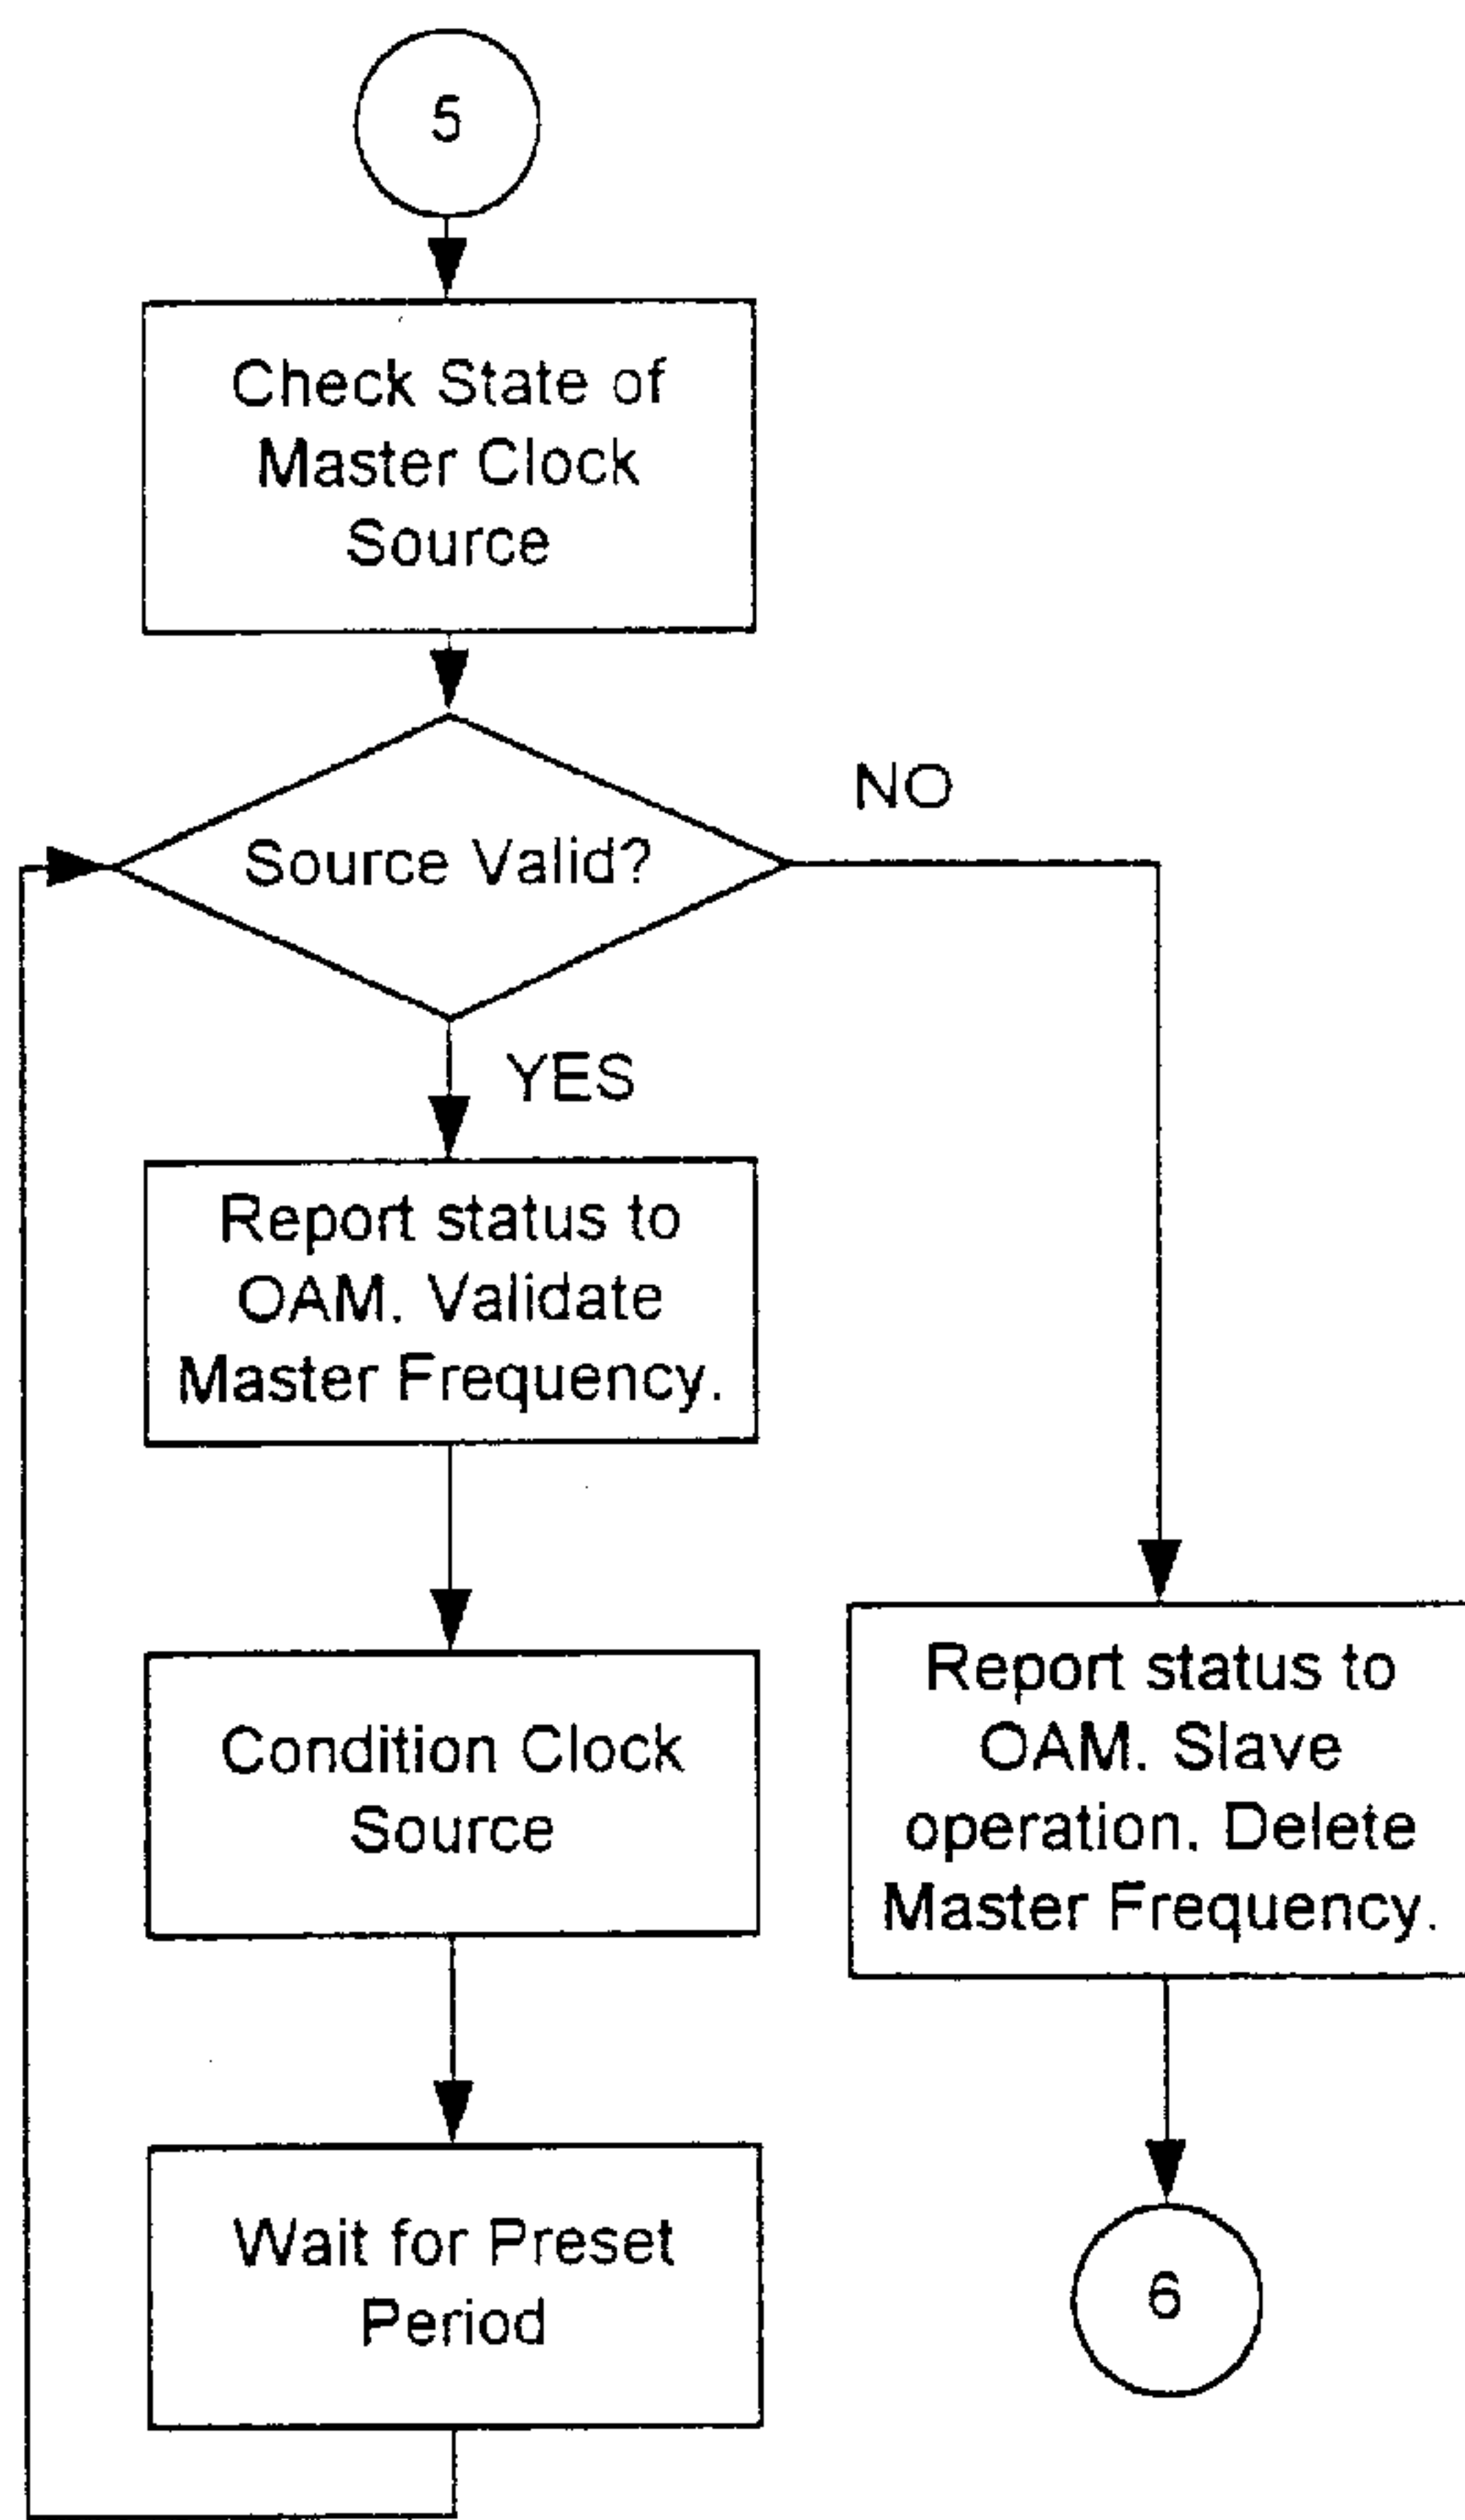 5
Check State of
Master Clock
Source
Source Valid?
NO
YES
Report status to
OAM. Validate
Master Frequency.
Condition Clock
Source
Report status to
OAM. Slave
operation. Delete
Master Frequency.
Wait for Preset
Period
6